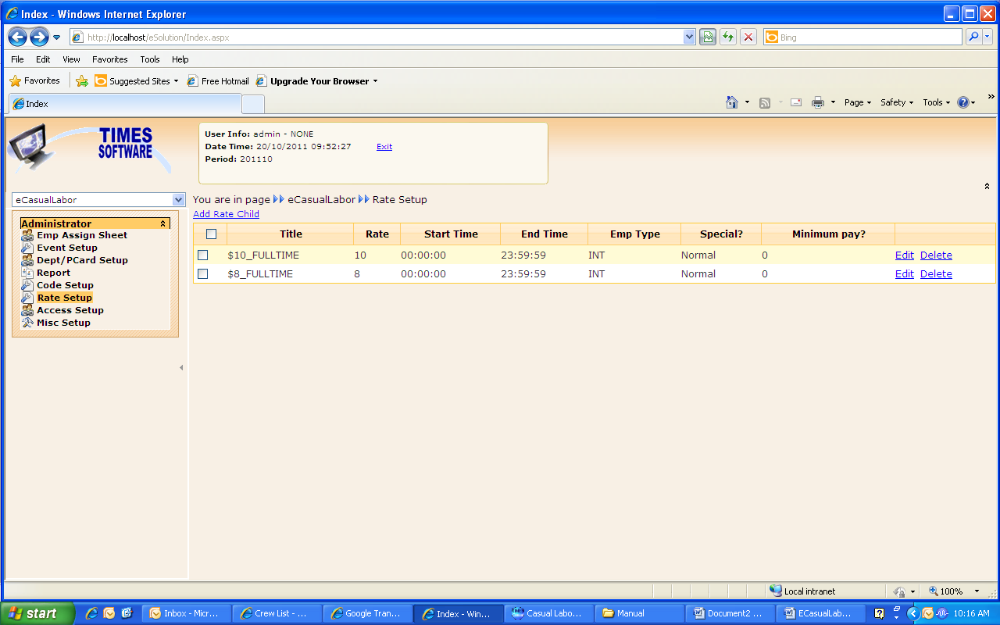 Index - Windows Internet Explorer
http://localhost/eSolution/Index.aspx
Bing
File Edit View Favorites Tools Help
Favorites Suggested Sites Free Hotmail Upgrade Your Browser
Index Page Safety Tools
TIMES
SOFTWARE
User Info: admin - NONE
Date Time: 20/10/2011 09:52:27 Exit
Period: 201110
eCasualLabor
You are in page eCasualLabor Rate Setup
Add Rate Child
Administrator
Emp Assign Sheet
Event Setup
Dept/PCard Setup
Report
Code Setup
Rate Setup
Access Setup
Misc Setup
Title Rate Start Time End Time Emp Type Special? Minimum pay?
$10_FULLTIME 10 00:00:00 23:59:59 INT Normal 0 Edit Delete
$8_FULLTIME 8 00:00:00 23:59:59 INT Normal 0 Edit Delete
Local intranet 100%
start Inbox - Micr... Crew List - ... Google Tran... Index - Win... Casual Labo... Manual Document2 ... ECasualLab... 10:16 AM